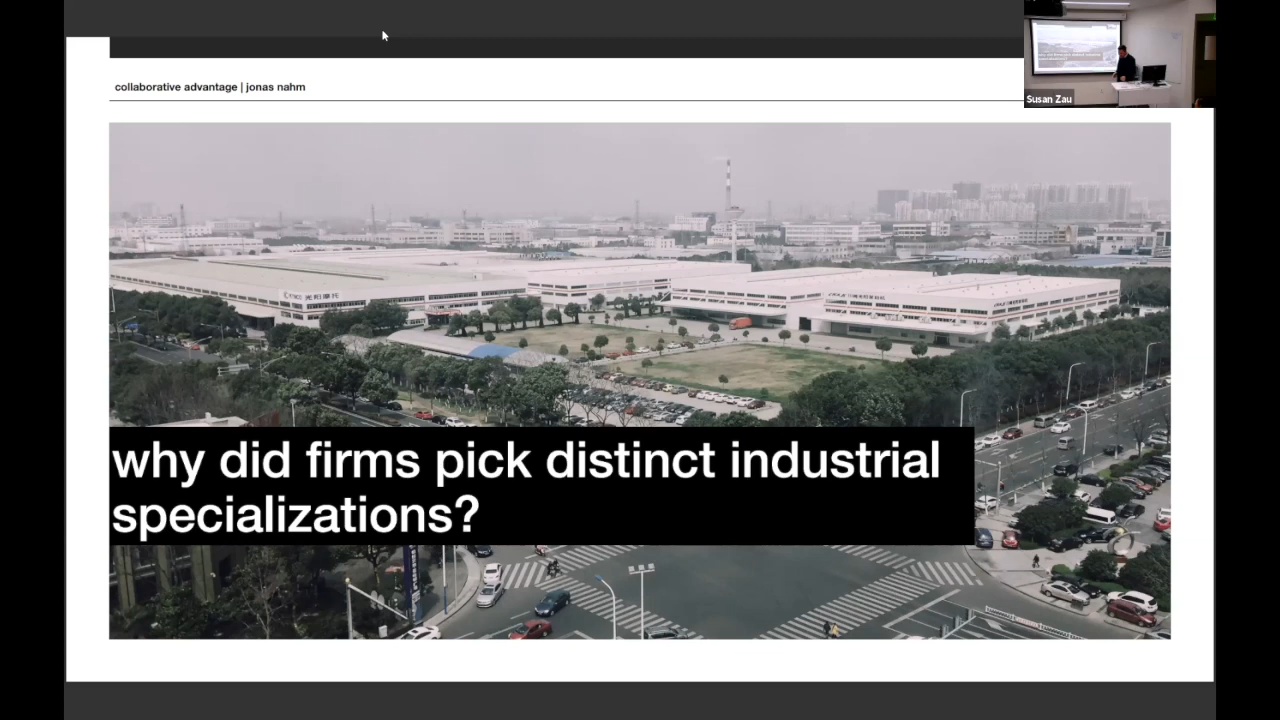 collaborative advantage | jonas nahm
Susan Zau
why did firms pick distinct industrial
specializations?